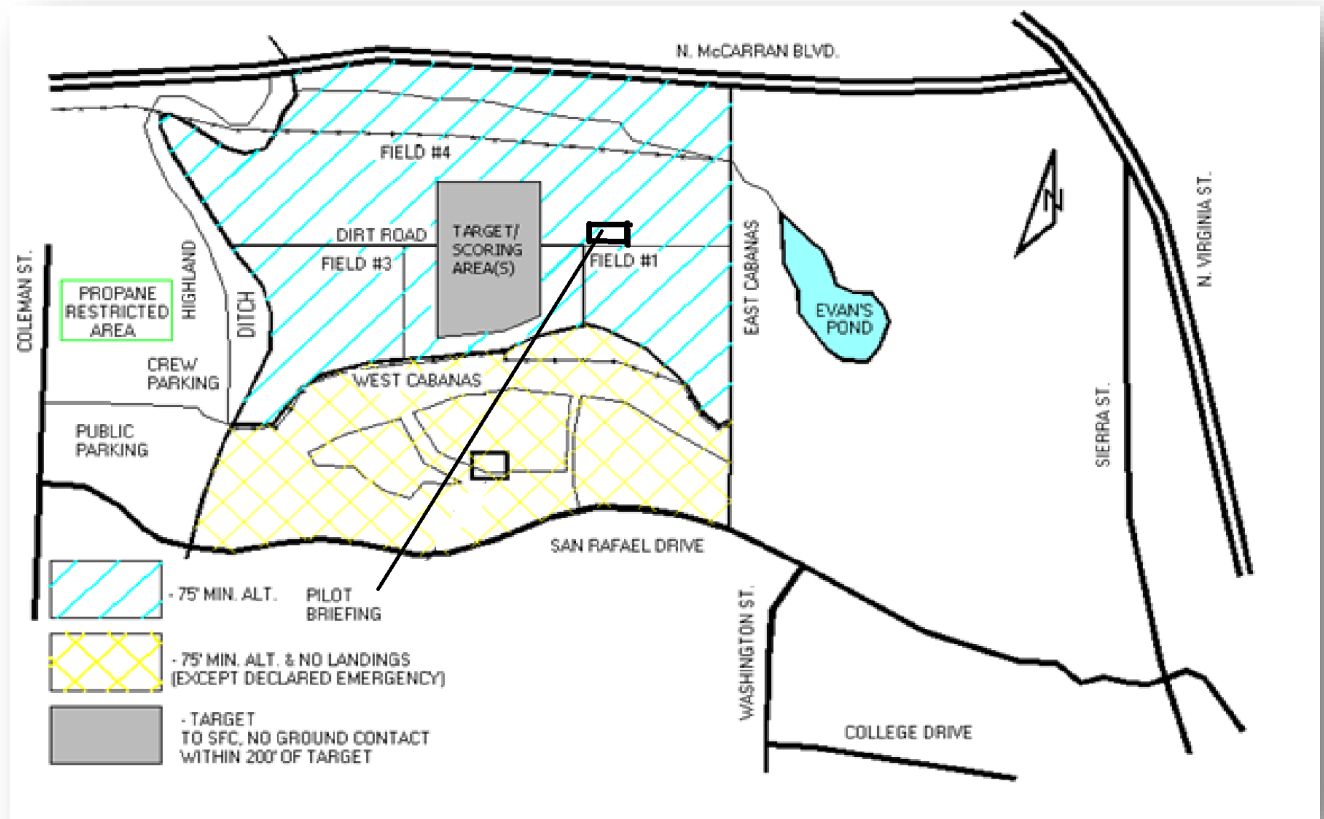 N. McCARRAN BLVD.
FIELD #4
N
N. VIRGINIA ST.
DIRT ROAD
TARGET/
SCORING
AREA(S)
FIELD #3
FIELD #1
EAST CABANAS
COLEMAN ST.
HIGHLAND
DITCH
PROPANE
RESTRICTED
AREA
EVAN'S
POND
CREW
PARKING
WEST CABANAS
SIERRA ST.
PUBLIC
PARKING
SAN RAFAEL DRIVE
- 75' MIN. ALT.
PILOT
BRIEFING
WASHINGTON ST.
- 75' MIN. ALT. & NO LANDINGS
(EXCEPT DECLARED EMERGENCY)
- TARGET
TO SFC, NO GROUND CONTACT
WITHIN 200' OF TARGET
COLLEGE DRIVE